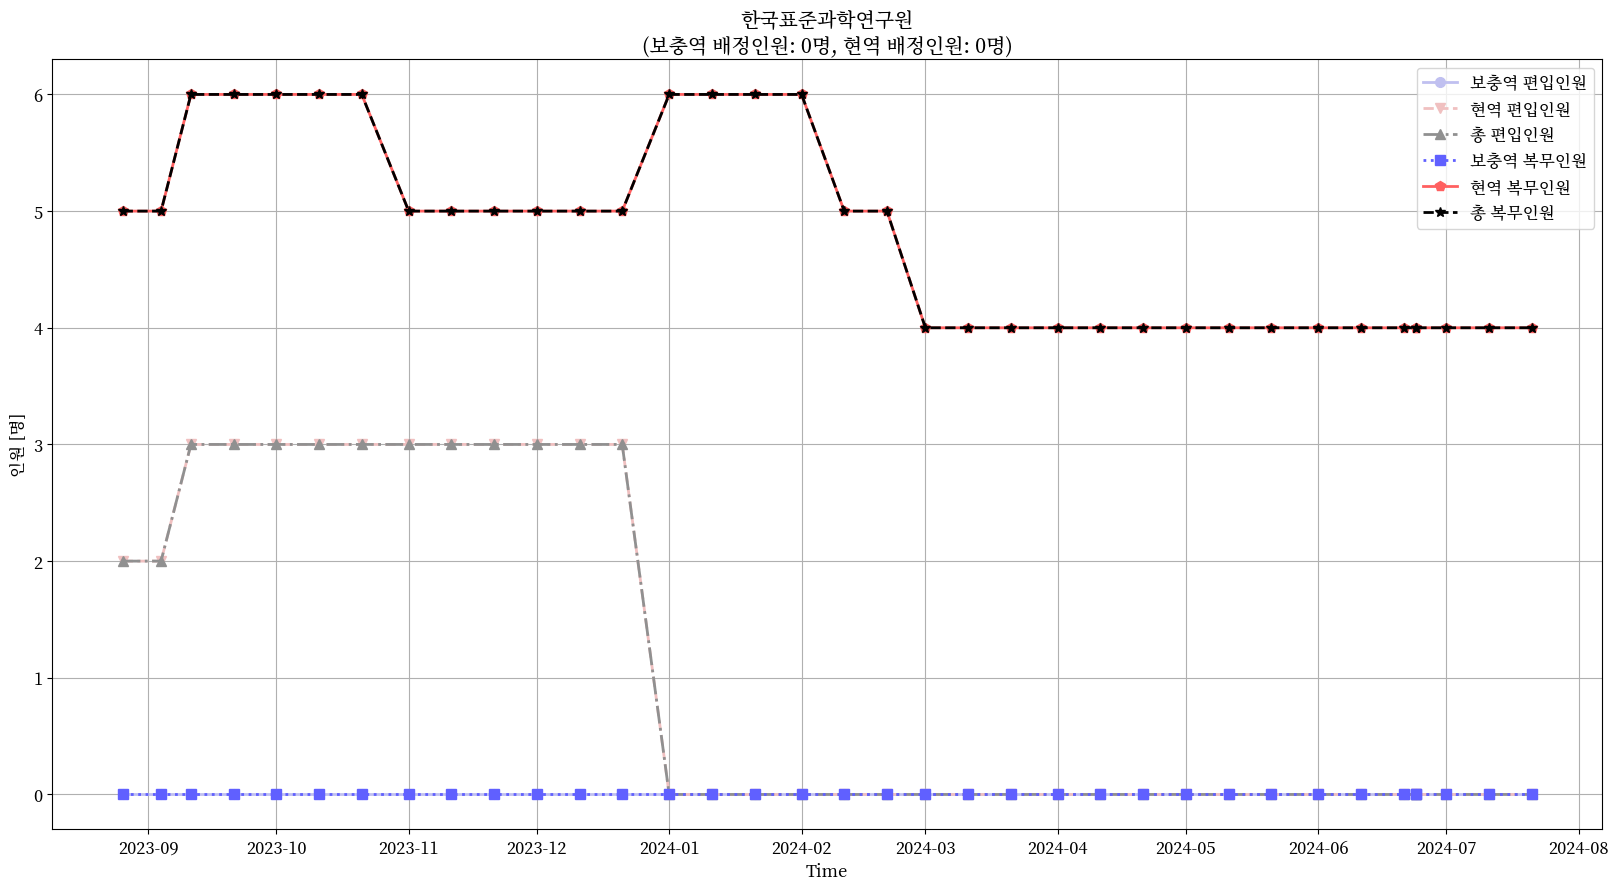 한국표준과학연구원
(보충역 배정인원: 0명, 현역 배정인원: 0명)
보충역 편입인원
현역 편입인원
총 편입인원
보충역 복무인원
현역 복무인원
총 복무인원
인원 [명]
6
5
4
3
2
1
0
2023-09 2023-10 2023-11 2023-12 2024-01 2024-02 2024-03 2024-04 2024-05 2024-06 2024-07 2024-08
Time